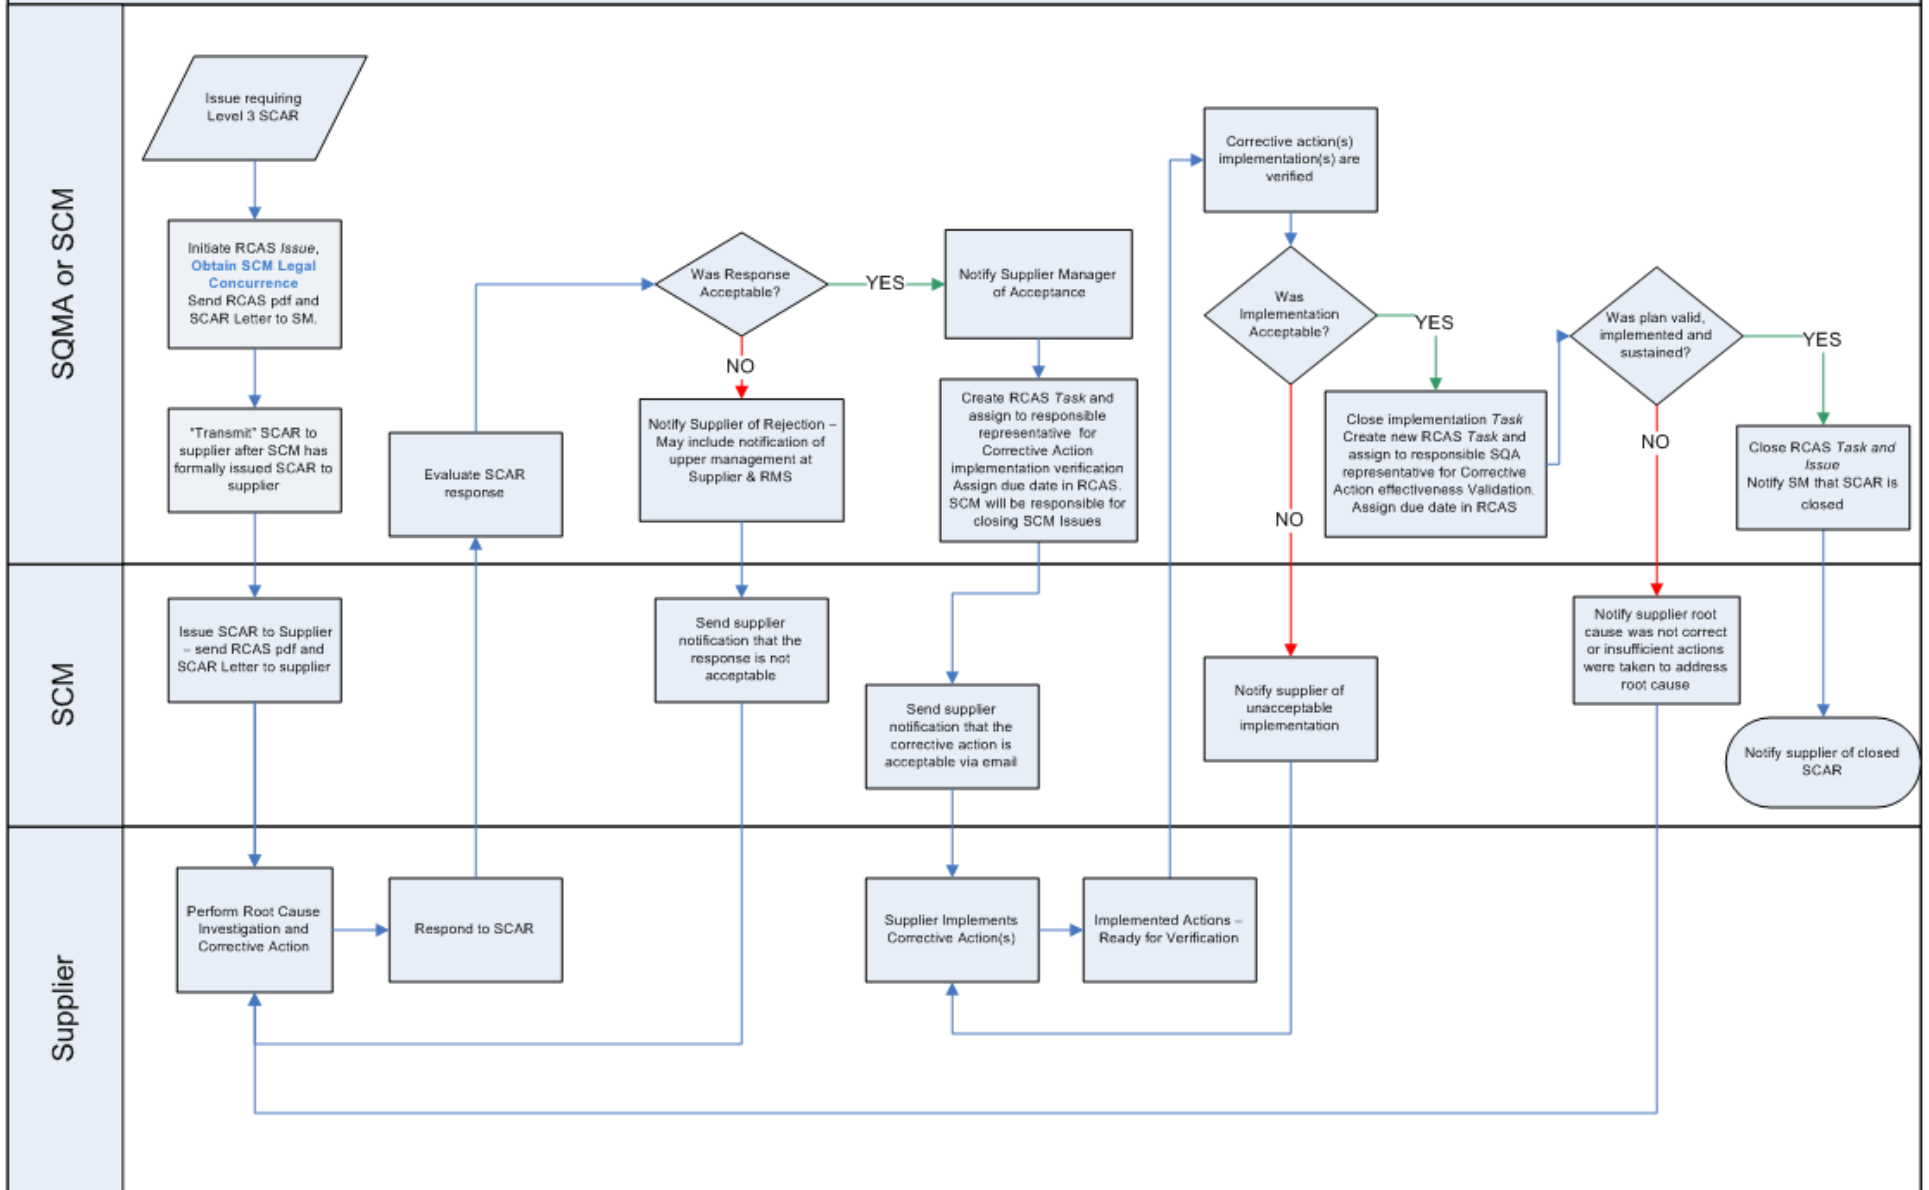 SQMA or SCM
Issue requiring
Level 3 SCAR
Initiate RCAS Issue,
Obtain SCM Legal
Concurrence
Send RCAS pdf and
SCAR Letter to SM.
"Transmit" SCAR to
supplier after SCM has
formally issued SCAR to
supplier
Evaluate SCAR
response
Was Response
Acceptable?
YES
NO
Notify Supplier of Rejection –
May include notification of
upper management at
Supplier & RMS
Notify Supplier Manager
of Acceptance
Create RCAS Task and
assign to responsible
representative for
Corrective Action
implementation verification
Assign due date in RCAS.
SCM will be responsible for
closing SCM Issues
Corrective action(s)
implementation(s) are
verified
Was
Implementation
Acceptable?
YES
NO
Close implementation Task
Create new RCAS Task and
assign to responsible SQA
representative for Corrective
Action effectiveness Validation.
Assign due date in RCAS
Was plan valid,
implemented and
sustained?
YES
NO
Close RCAS Task and
Issue
Notify SM that SCAR is
closed
SCM
Issue SCAR to Supplier
– send RCAS pdf and
SCAR Letter to supplier
Send supplier
notification that the
response is not
acceptable
Send supplier
notification that the
corrective action is
acceptable via email
Notify supplier of
unacceptable
implementation
Notify supplier root
cause was not correct
or insufficient actions
were taken to address
root cause
Notify supplier of closed
SCAR
Supplier
Perform Root Cause
Investigation and
Corrective Action
Respond to SCAR
Supplier Implements
Corrective Action(s)
Implemented Actions –
Ready for Verification